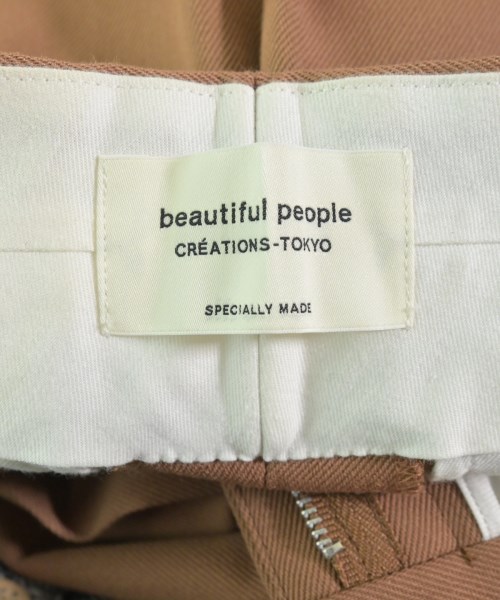 beautiful people
CRÉATIONS-TOKYO
SPECIALLY MADE